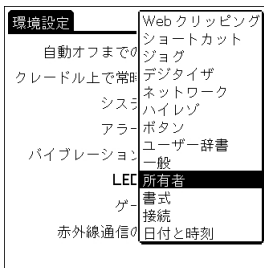 環境設定
自動オフまでの
クレードル上で常時
システ
アラー
バイブレーション
LED
ゲー
赤外線通信の
Webクリッピング
ショートカット
ジョグ
デジタイザ
ネットワーク
ハイレゾ
ボタン
ユーザー辞書
一般
所有者
書式
接続
日付と時刻